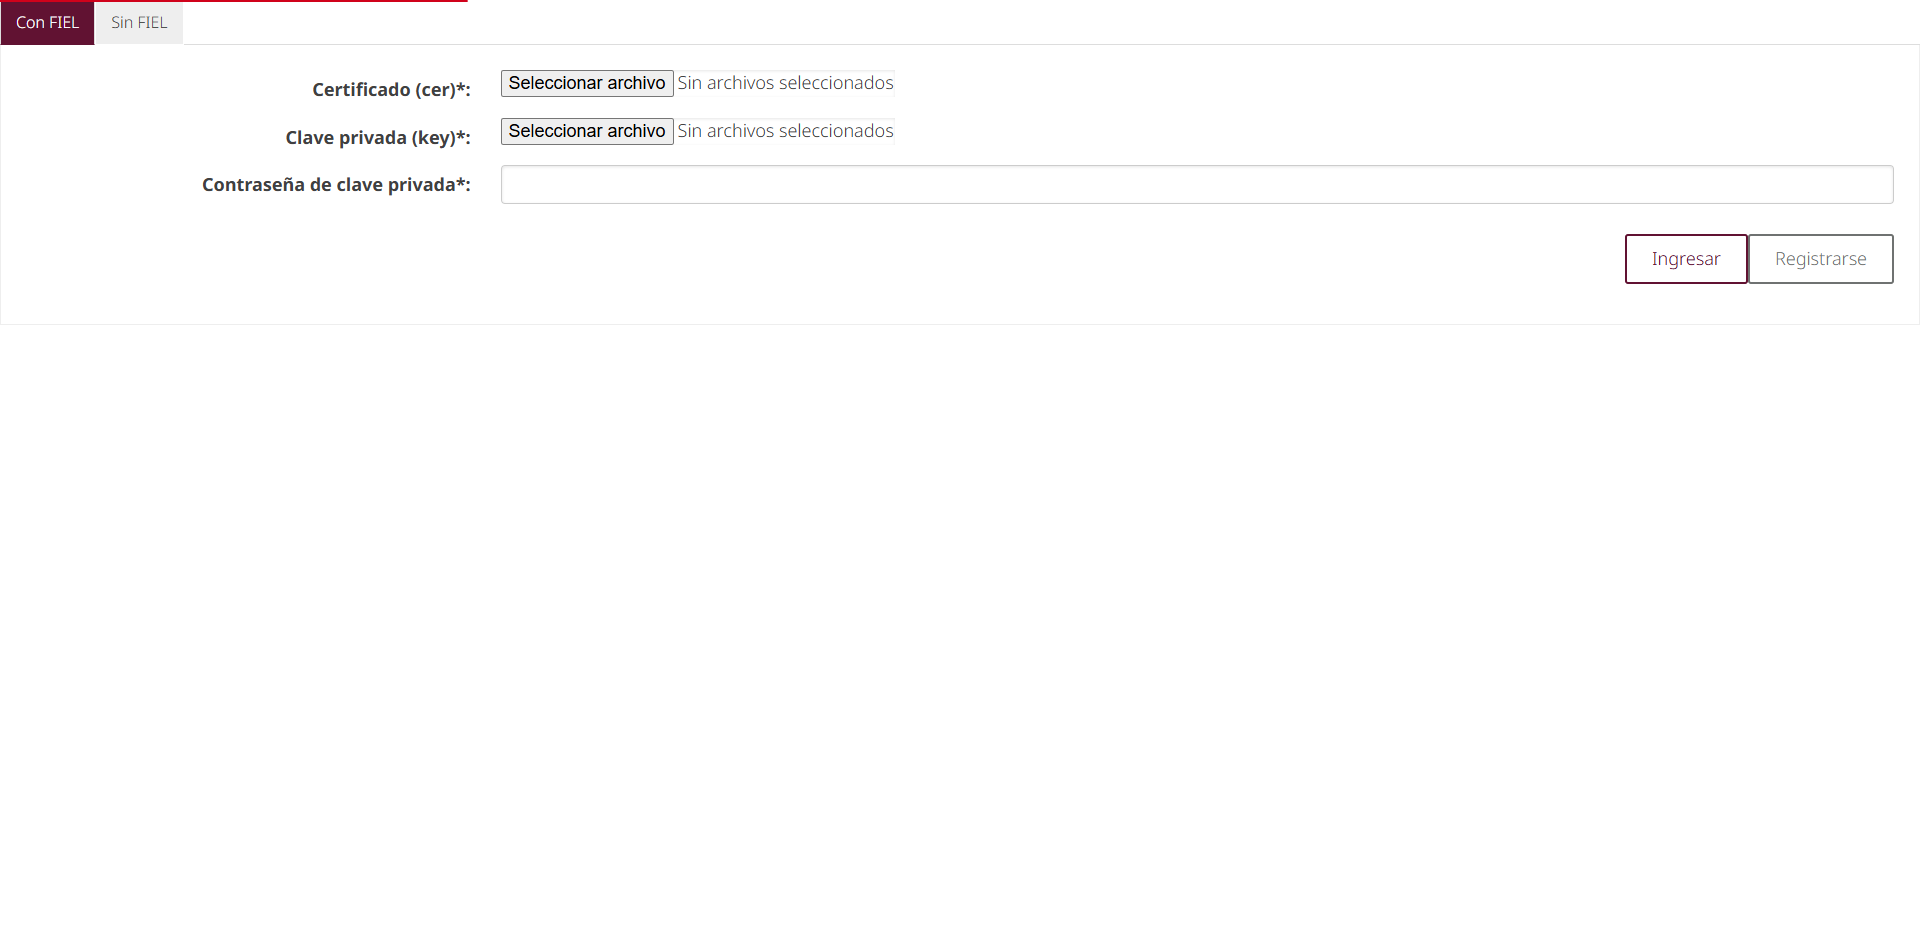 Con FIEL Sin FIEL
Certificado (cer)*: Seleccionar archivo Sin archivos seleccionados
Clave privada (key)*: Seleccionar archivo Sin archivos seleccionados
Contraseña de clave privada*:
Ingresar Registrarse